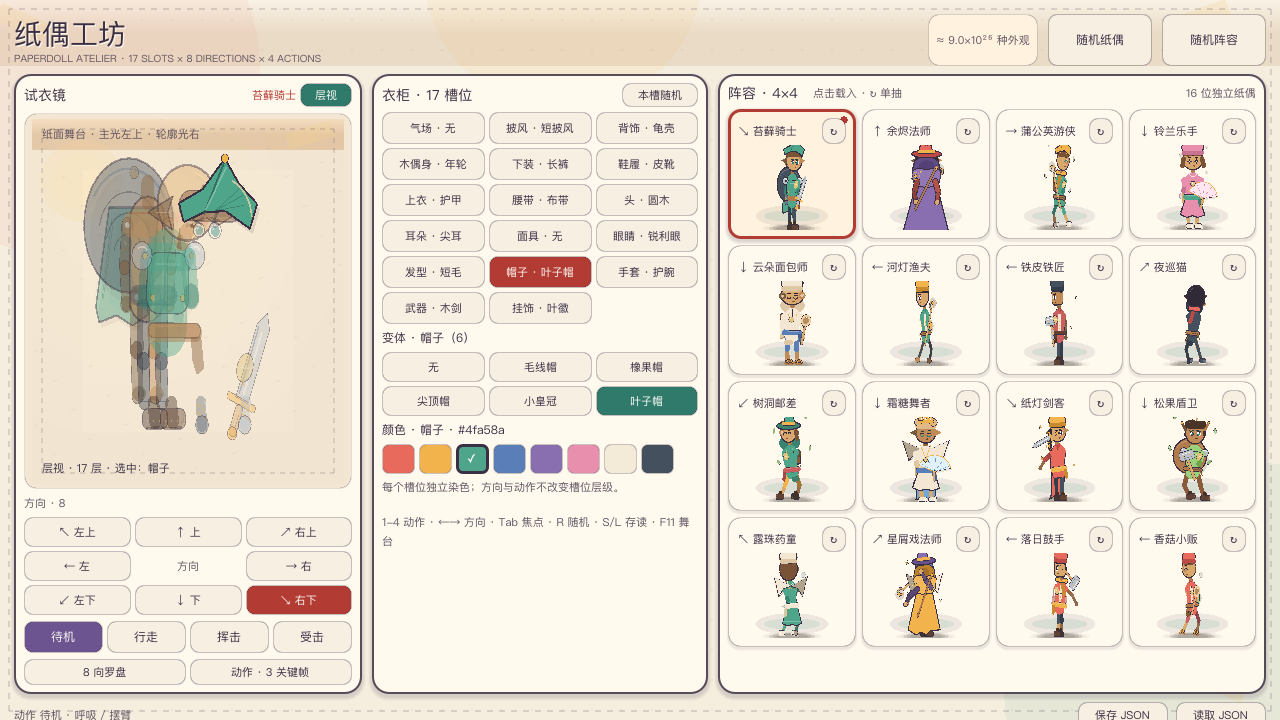 纸偶工坊
PAPERDOLL ATELIER · 17 SLOTS × 8 DIRECTIONS × 4 ACTIONS
≈ 9.0×10²⁶ 种外观
随机纸偶
随机阵容
试衣镜
苔藓骑士
层视
纸面舞台 · 主光左上 · 轮廓光右
层视 · 17 层 · 选中: 帽子
方向 · 8
↖ 左上
↑ 上
↗ 右上
← 左
方向
→ 右
↙ 左下
↓ 下
↘ 右下
待机
行走
挥击
受击
8 向罗盘
动作 · 3 关键帧
衣柜 · 17 槽位
本槽随机
气场 · 无
披风 · 短披风
背饰 · 龟壳
木偶身 · 年轮
下装 · 长裤
鞋履 · 皮靴
上衣 · 护甲
腰带 · 布带
头 · 圆木
耳朵 · 尖耳
面具 · 无
眼睛 · 锐利眼
发型 · 短毛
帽子 · 叶子帽
手套 · 护腕
武器 · 木剑
挂饰 · 叶徽
变体 · 帽子（6）
无
毛线帽
橡果帽
尖顶帽
小皇冠
叶子帽
颜色 · 帽子 · #4fa58a
✓
每个槽位独立染色；方向与动作不改变槽位层级。
1–4 动作 · ←→ 方向 · Tab 焦点 · R 随机 · S/L 存读 · F11 舞
台
阵容 · 4×4
点击载入 · ↻ 单抽
16 位独立纸偶
↘ 苔藓骑士 ↻
↑ 余烬法师 ↻
→ 蒲公英游侠 ↻
↓ 铃兰乐手 ↻
↓ 云朵面包师 ↻
← 河灯渔夫 ↻
← 铁皮铁匠 ↻
↗ 夜巡猫 ↻
↙ 树洞邮差 ↻
↓ 霜糖舞者 ↻
↘ 纸灯剑客 ↻
↓ 松果盾卫 ↻
↖ 露珠药童 ↻
↗ 星屑戏法师 ↻
← 落日鼓手 ↻
← 香菇小贩 ↻
动作 待机 · 呼吸 / 摆臂
保存 JSON
读取 JSON